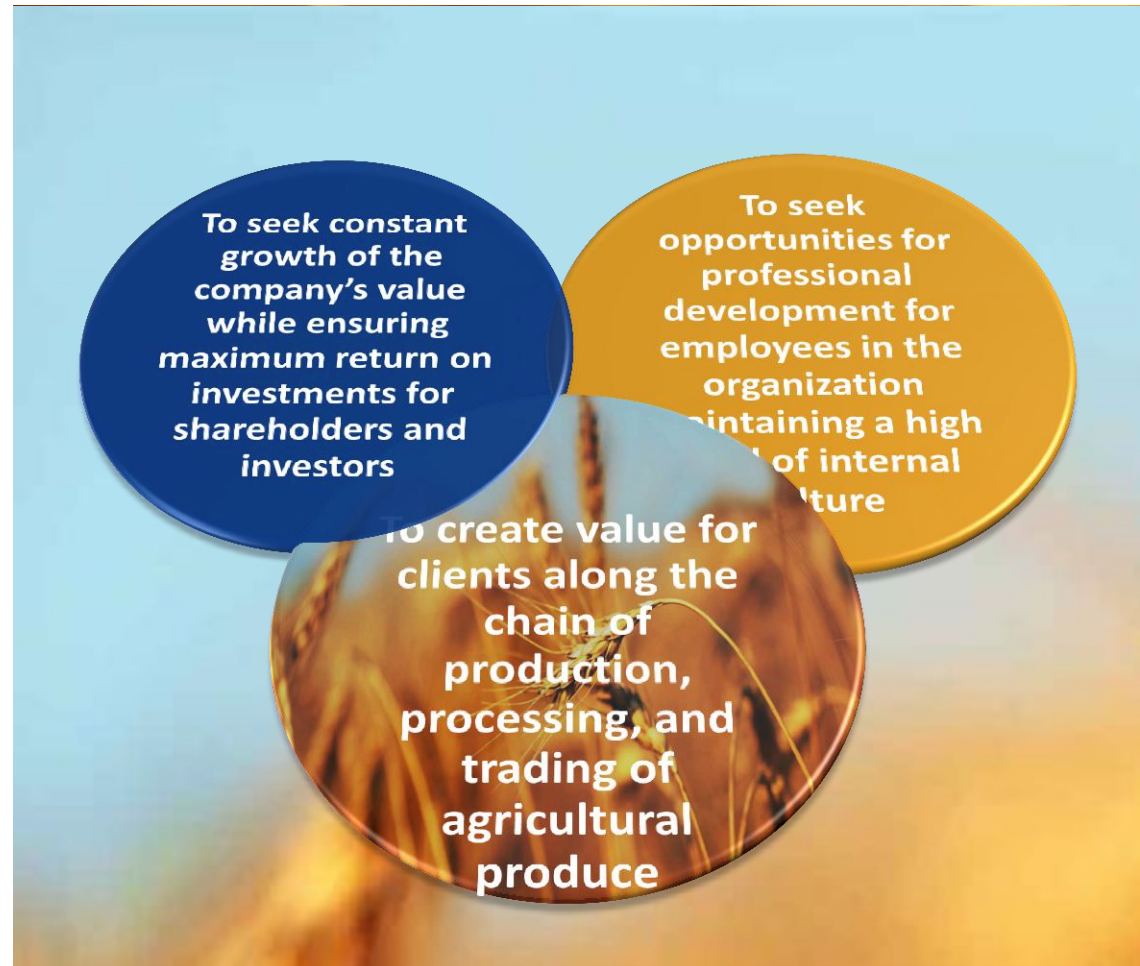 To seek constant
growth of the
company’s value
while ensuring
maximum return on
investments for
shareholders and
investors
To seek
opportunities for
professional
development for
employees in the
organization
a high
of internal
To create value for
clients along the
chain of
production,
processing, and
trading of
agricultural
produce